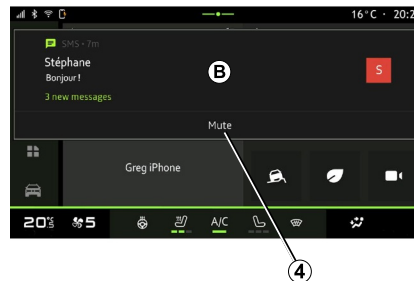 16°C · 20:2
SMS · 7m
Stéphane
B
S
Bonjour!
3 new messages
Mute
Greg iPhone
20.5
5
A/C
4